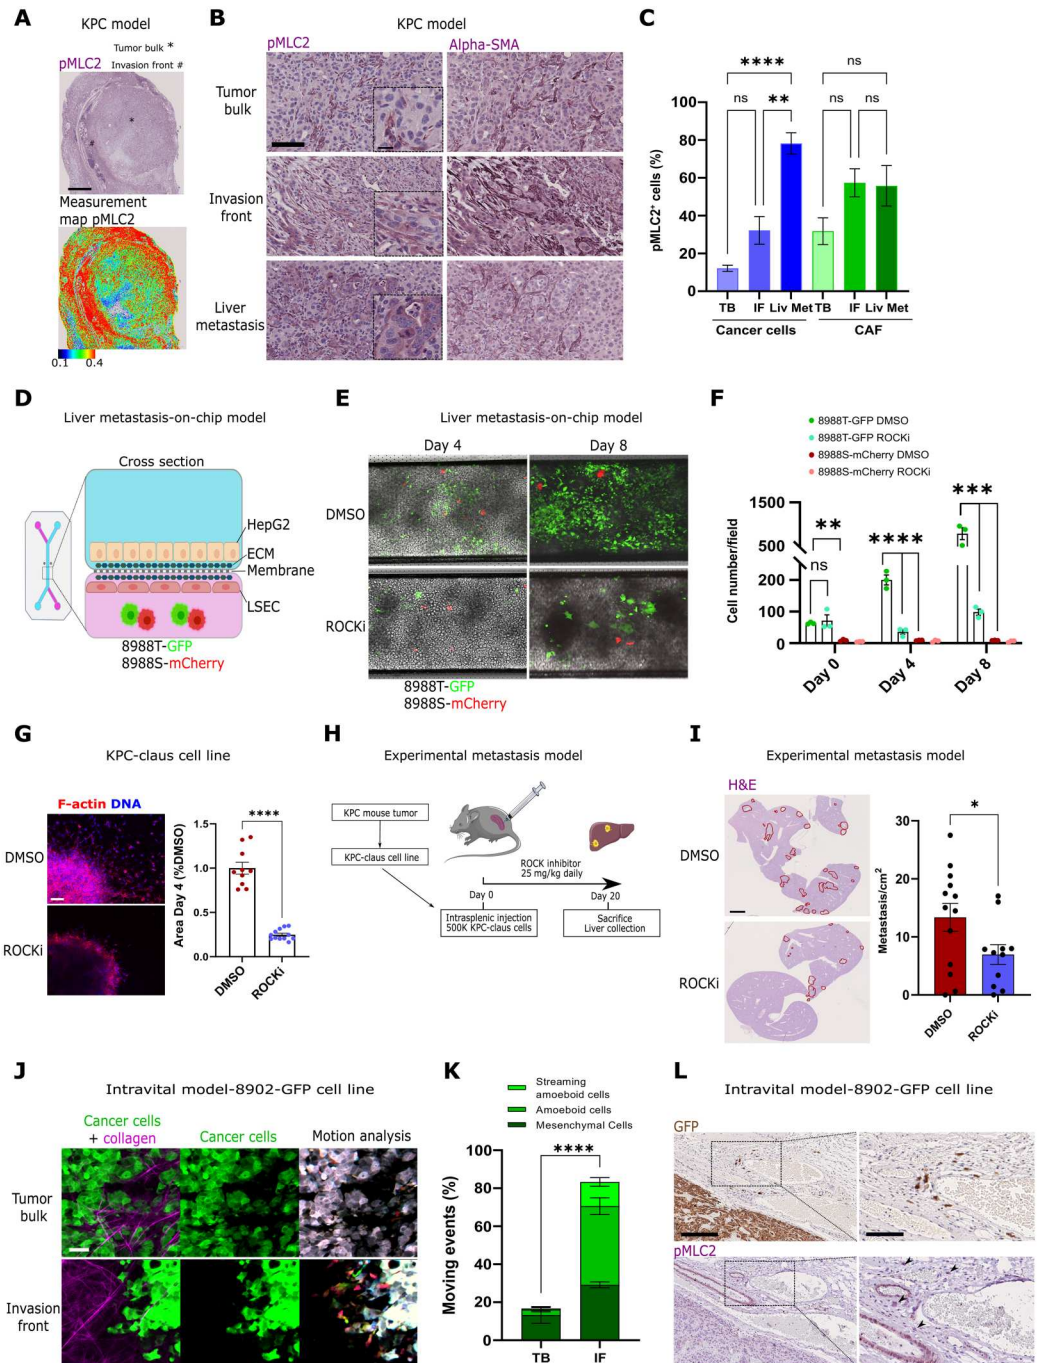 A
KPC model
Tumor bulk *
pMLC2 Invasion front #
*
#
Measurement
map pMLC2
0.1 0.4
B
KPC model
pMLC2 Alpha-SMA
Tumor
bulk
Invasion
front
Liver
metastasis
C
ns
**** ns
ns ** ns ns
pMLC2+ cells (%)
100
80
60
40
20
0
TB IF Liv Met TB IF Liv Met
Cancer cells CAF
D
Liver metastasis-on-chip model
Cross section
HepG2
ECM
Membrane
LSEC
8988T-GFP
8988S-mCherry
E
Liver metastasis-on-chip model
Day 4 Day 8
DMSO
ROCKi
8988T-GFP
8988S-mCherry
F
8988T-GFP DMSO
8988T-GFP ROCKi
8988S-mCherry DMSO
8988S-mCherry ROCKi
Cell number/field
1500
500
200
100
0
**
ns
****
***
Day 0 Day 4 Day 8
G
KPC-claus cell line
F-actin DNA
DMSO
ROCKi
Area Day 4 (%DMSO)
1.5
1.0
0.5
0.0
****
DMSO ROCKi
H
Experimental metastasis model
KPC mouse tumor
KPC-claus cell line
ROCK inhibitor
25 mg/kg daily
Day 0 Day 20
Intrasplenic injection
500K KPC-claus cells
Sacrifice
Liver collection
I
Experimental metastasis model
H&E
DMSO
ROCKi
Metastasis/cm2
30
20
10
0
*
DMSO ROCKi
J
Intravital model-8902-GFP cell line
Cancer cells
+ collagen
Cancer cells
Motion analysis
Tumor
bulk
Invasion
front
K
Streaming
amoeboid cells
Amoeboid cells
Mesenchymal Cells
Moving events (%)
100
80
60
40
20
0
****
TB IF
L
Intravital model-8902-GFP cell line
GFP
pMLC2